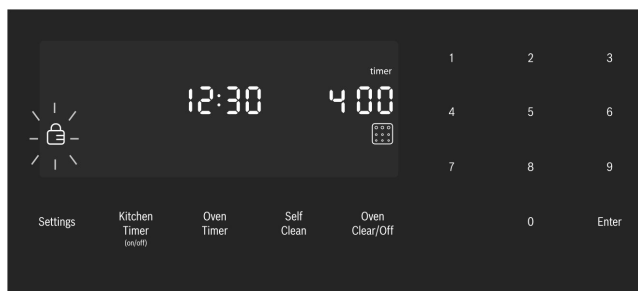 timer
12:30 400
1 2 3
4 5 6
7 8 9
0 Enter
Settings
Kitchen
Timer
(on/off)
Oven
Timer
Self
Clean
Oven
Clear/Off